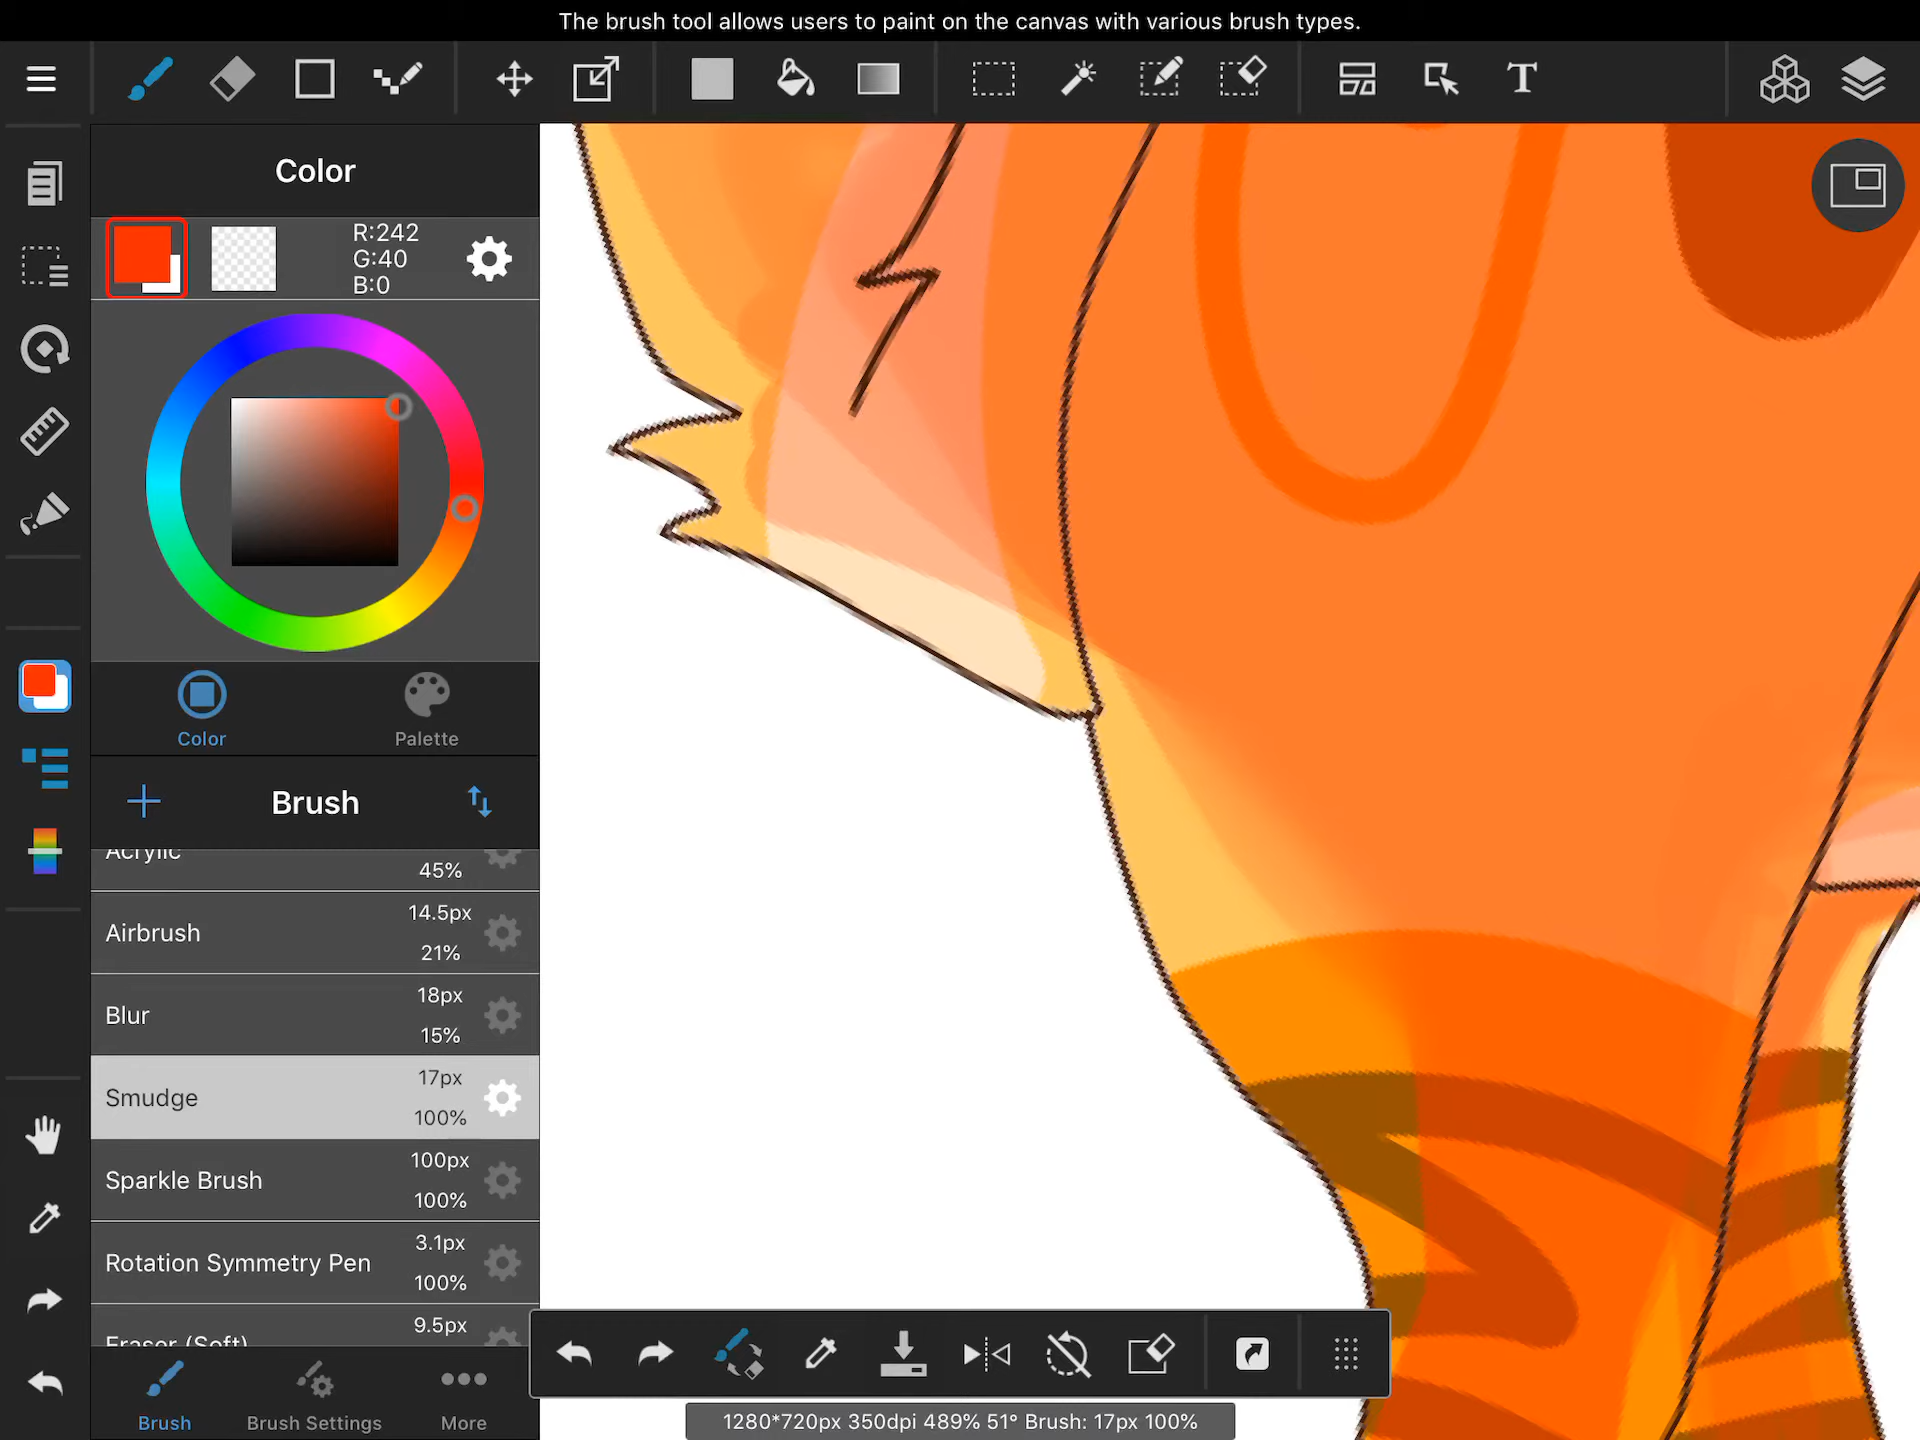 The brush tool allows users to paint on the canvas with various brush types.
T
Color
R:242
G:40
B:0
Color
Palette
Brush
Acrylic
45%
Airbrush
14.5px
21%
Blur
18px
15%
Smudge
17px
100%
Sparkle Brush
100px
100%
Rotation Symmetry Pen
3.1px
100%
Eraser (Soft)
9.5px
Brush
Brush Settings
More
1280*720px 350dpi 489% 51° Brush: 17px 100%